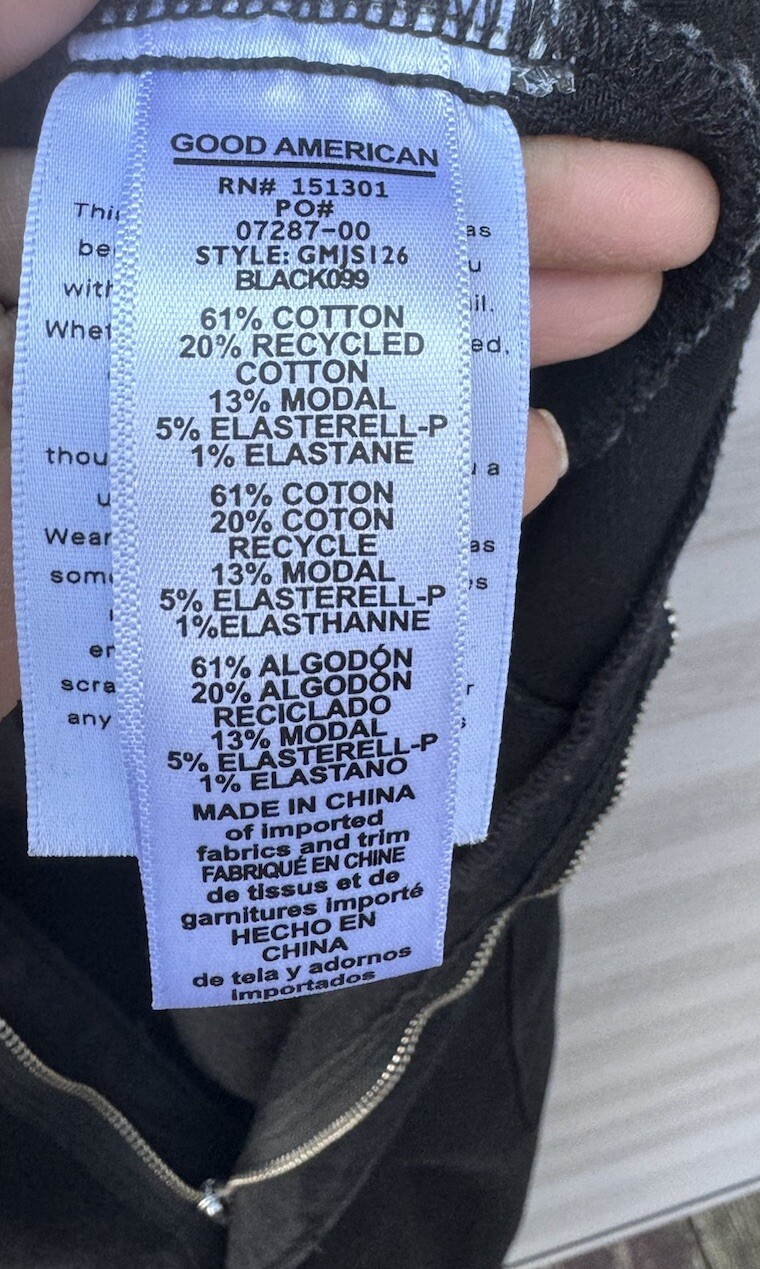 GOOD AMERICAN
RN# 151301
PO#
07287-00
STYLE: GMJS126
BLACK099
61% COTTON
20% RECYCLED
COTTON
13% MODAL
5% ELASTERELL-P
1% ELASTANE
61% COTON
20% COTON
RECYCLE
13% MODAL
5% ELASTERELL-P
1%ELASTHANNE
61% ALGODÓN
20% ALGODÓN
RECICLADO
13% MODAL
5% ELASTERELL-P
1% ELASTANO
MADE IN CHINA
of imported
fabrics and trim
FABRIQUÉ EN CHINE
de tissus et de
garnitures importé
HECHO EN
CHINA
de tela y adornos
importados